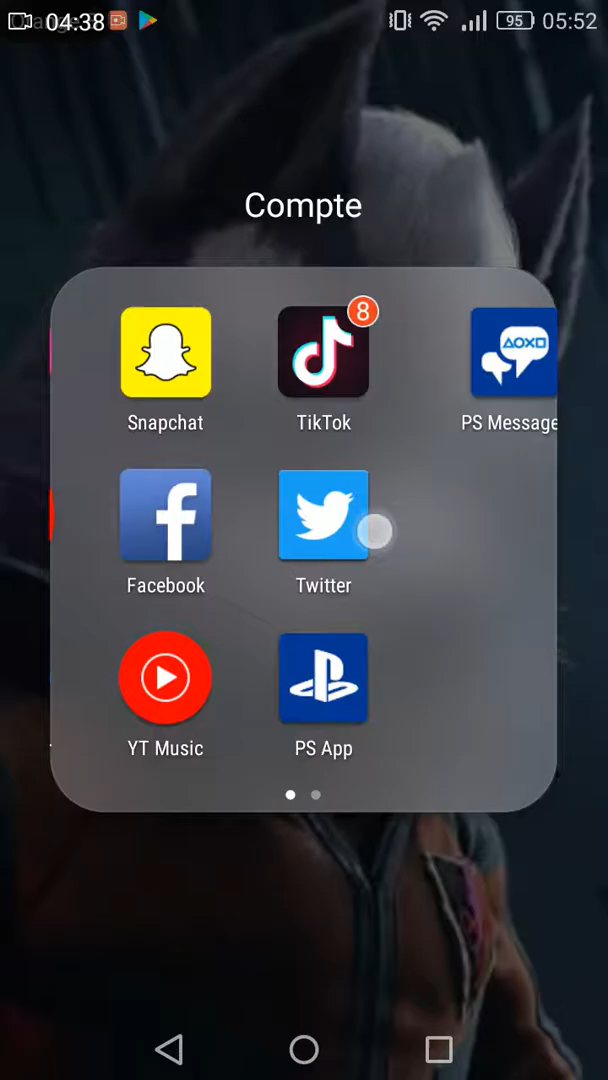 04:38
95 05:52
Compte
8
Snapchat TikTok PS Message
Facebook Twitter
YT Music PS App